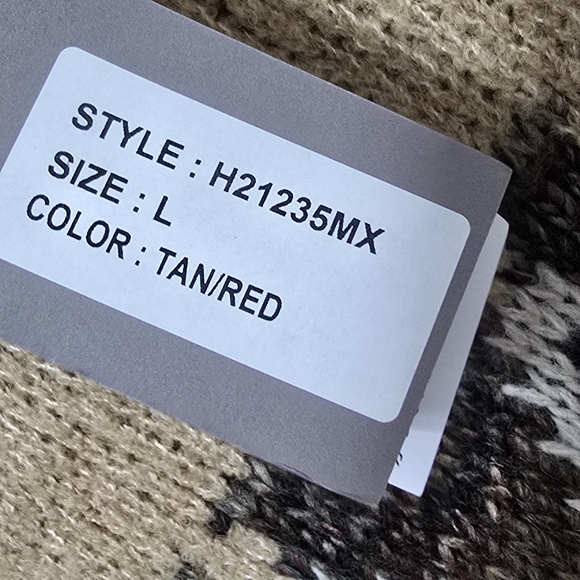 STYLE : H21235MX
SIZE : L
COLOR : TAN/RED